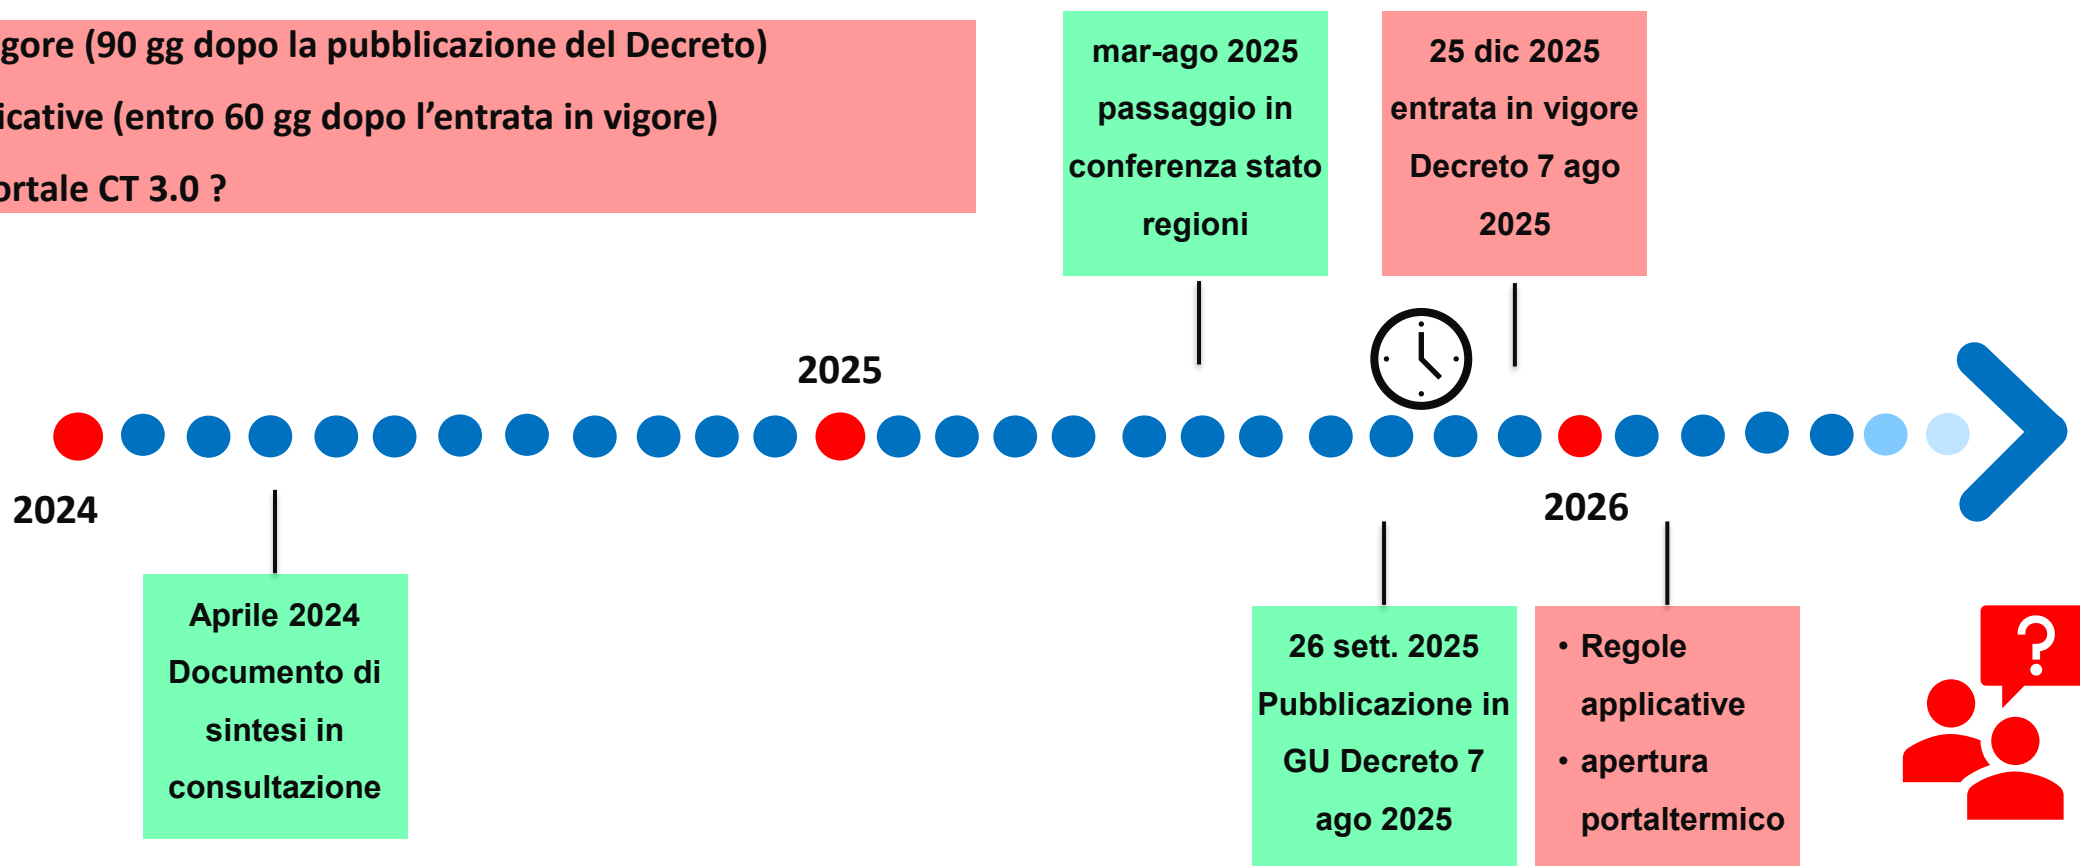 gore (90 gg dopo la pubblicazione del Decreto)
icative (entro 60 gg dopo l’entrata in vigore)
ortale CT 3.0 ?
mar-ago 2025
passaggio in
conferenza stato
regioni
25 dic 2025
entrata in vigore
Decreto 7 ago
2025
2025
2024
2026
Aprile 2024
Documento di
sintesi in
consultazione
26 sett. 2025
Pubblicazione in
GU Decreto 7
ago 2025
• Regole
applicative
• apertura
portaltermico
?